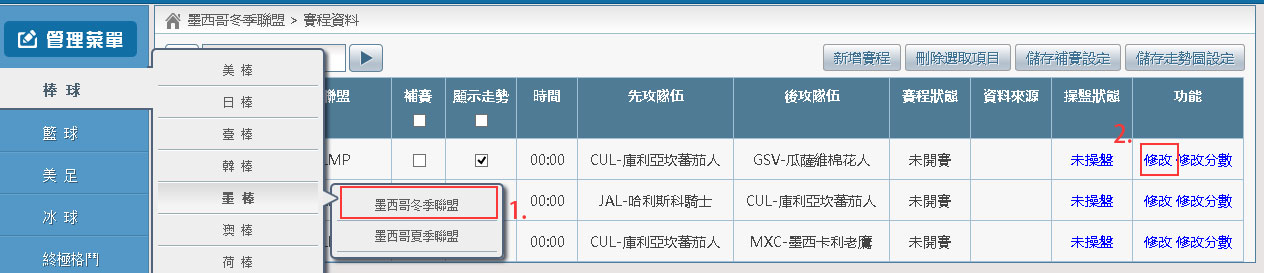 墨西哥冬季聯盟 > 賽程資料
管理菜單
新增賽程 刪除選取項目 儲存補賽設定 儲存走勢圖設定
棒 球
籃 球
美 足
冰 球
終極格鬥
美 棒
日 棒
臺 棒
韓 棒
墨 棒
澳 棒
荷 棒
墨西哥冬季聯盟
墨西哥夏季聯盟
1.
2.
聯盟 補賽 顯示走勢 時間 先攻隊伍 後攻隊伍 賽程狀態 資料來源 操盤狀態 功能
LMP 00:00 CUL-庫利亞坎蕃茄人 GSV-瓜薩維棉花人 未開賽 未操盤 修改 修改分數
00:00 JAL-哈利斯科騎士 CUL-庫利亞坎蕃茄人 未開賽 未操盤 修改 修改分數
00:00 CUL-庫利亞坎蕃茄人 MXC-墨西卡利老鷹 未開賽 未操盤 修改 修改分數